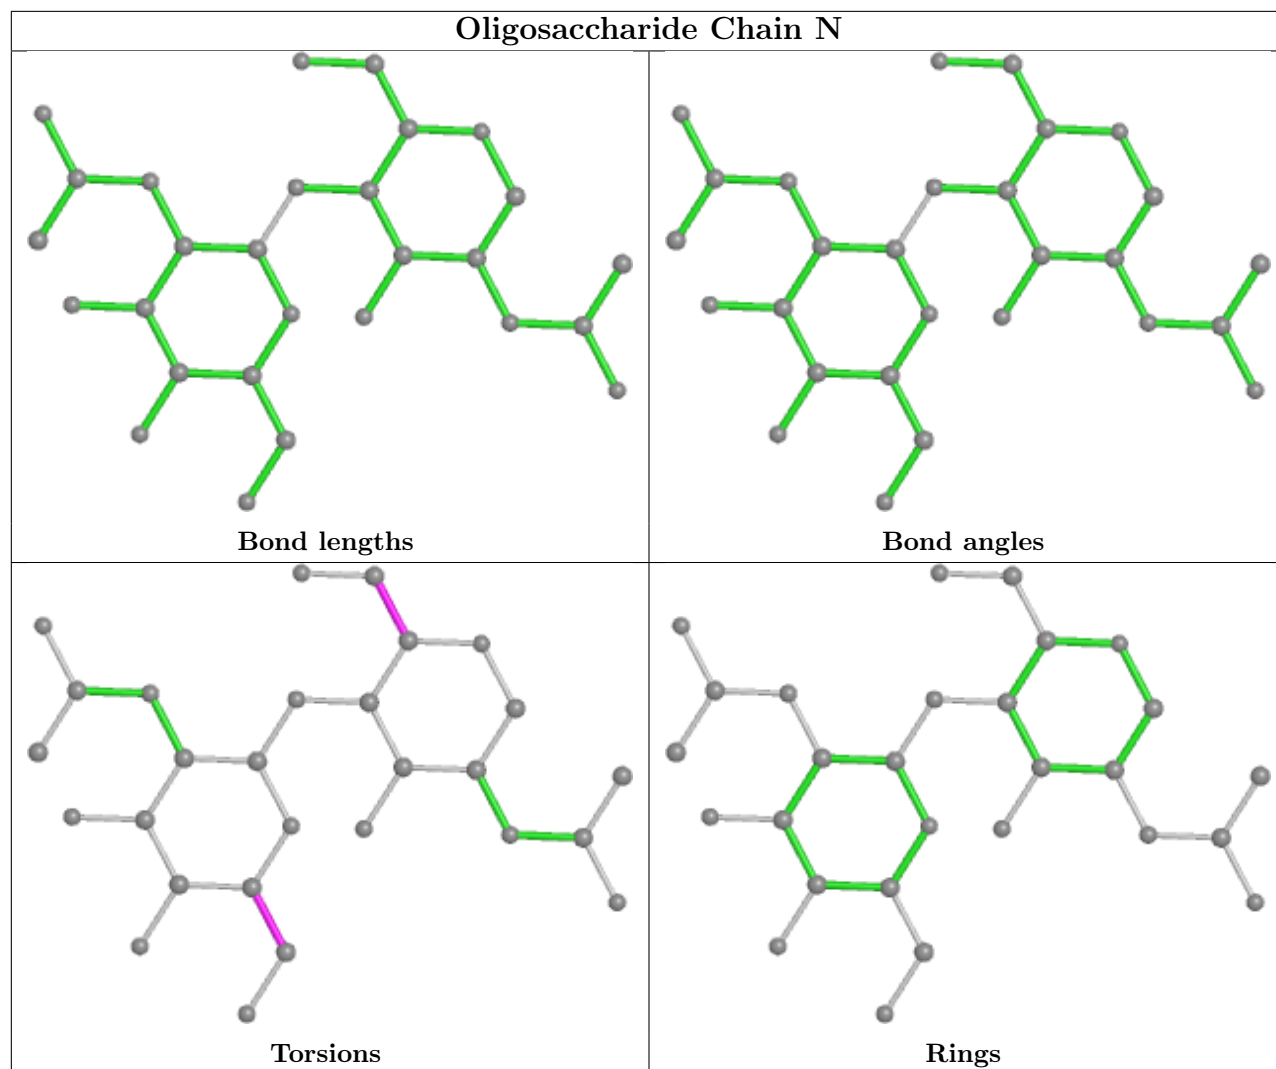 Oligosaccharide Chain N
Bond lengths
Bond angles
Torsions
Rings